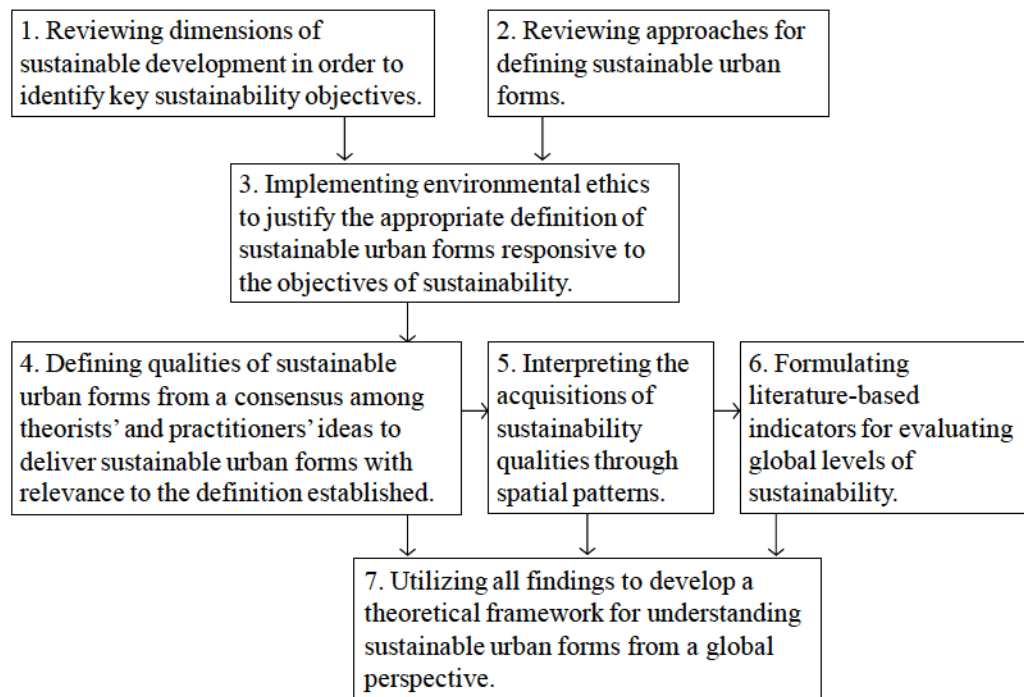 1. Reviewing dimensions of
sustainable development in order to
identify key sustainability objectives.
2. Reviewing approaches for
defining sustainable urban
forms.
3. Implementing environmental ethics
to justify the appropriate definition of
sustainable urban forms responsive to
the objectives of sustainability.
4. Defining qualities of sustainable
urban forms from a consensus among
theorists’ and practitioners’ ideas to
deliver sustainable urban forms with
relevance to the definition established.
5. Interpreting the
acquisitions of
sustainability
qualities through
spatial patterns.
6. Formulating
literature-based
indicators for evaluating
global levels of
sustainability.
7. Utilizing all findings to develop a
theoretical framework for understanding
sustainable urban forms from a global
perspective.